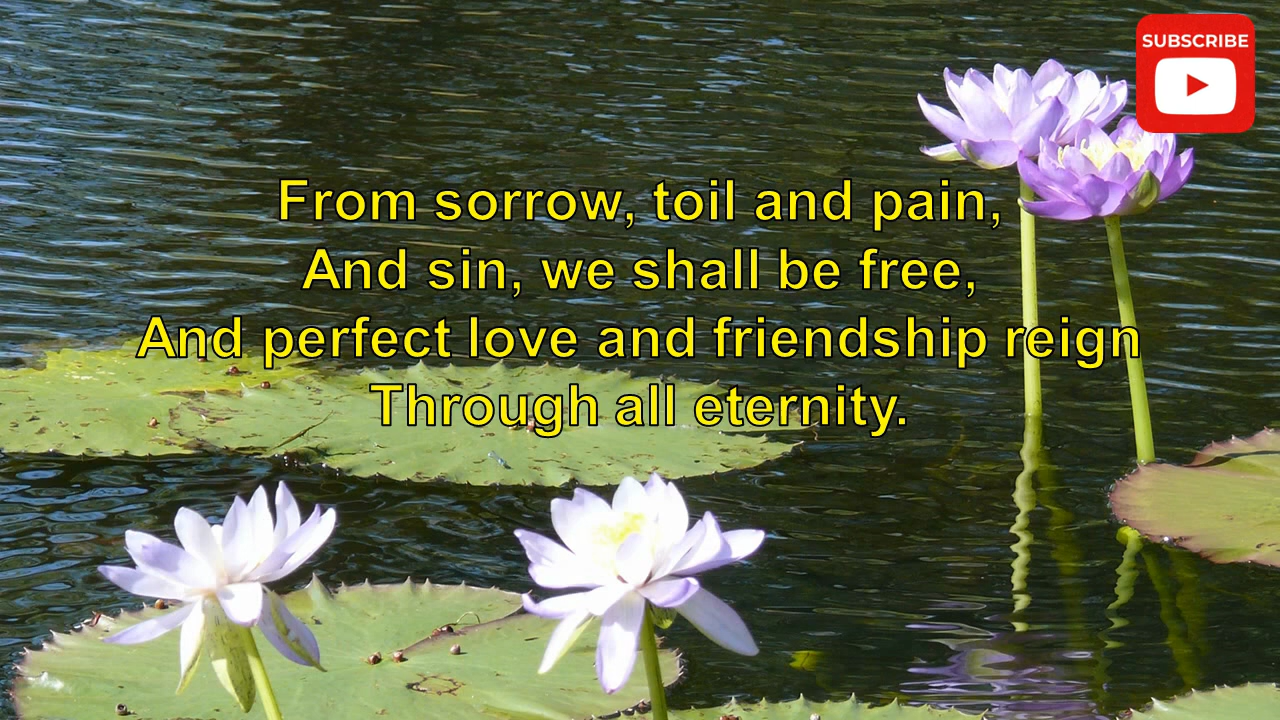 SUBSCRIBE
From sorrow, toil and pain,
And sin, we shall be free,
And perfect love and friendship reign
Through all eternity.